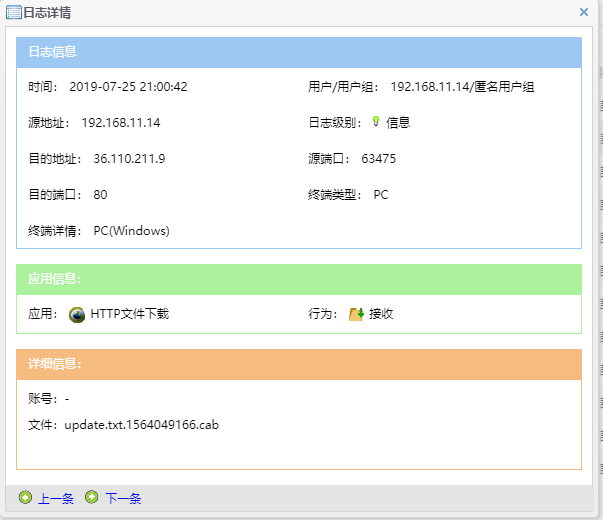 日志详情
日志信息
时间： 2019-07-25 21:00:42 用户/用户组： 192.168.11.14/匿名用户组
源地址： 192.168.11.14 日志级别： 信息
目的地址： 36.110.211.9 源端口： 63475
目的端口： 80 终端类型： PC
终端详情： PC(Windows)
应用信息：
应用： HTTP文件下载 行为： 接收
详细信息：
账号：-
文件：update.txt.1564049166.cab
上一条 下一条